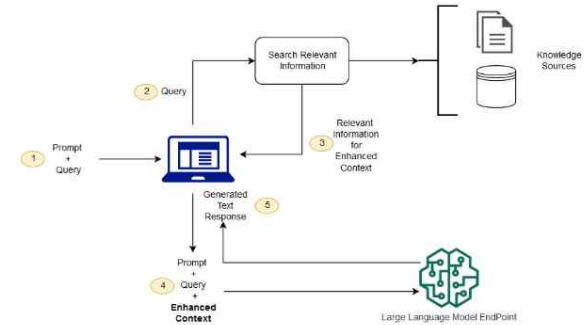 Search Relevant
Information
Knowledge
Sources
2 Query
Relevant
Information
for
Enhanced
Context
3
1 Prompt
+
Query
Generated
Text
Response
5
Prompt
+
Query
+
Enhanced
Context
4
Large Language Model EndPoint